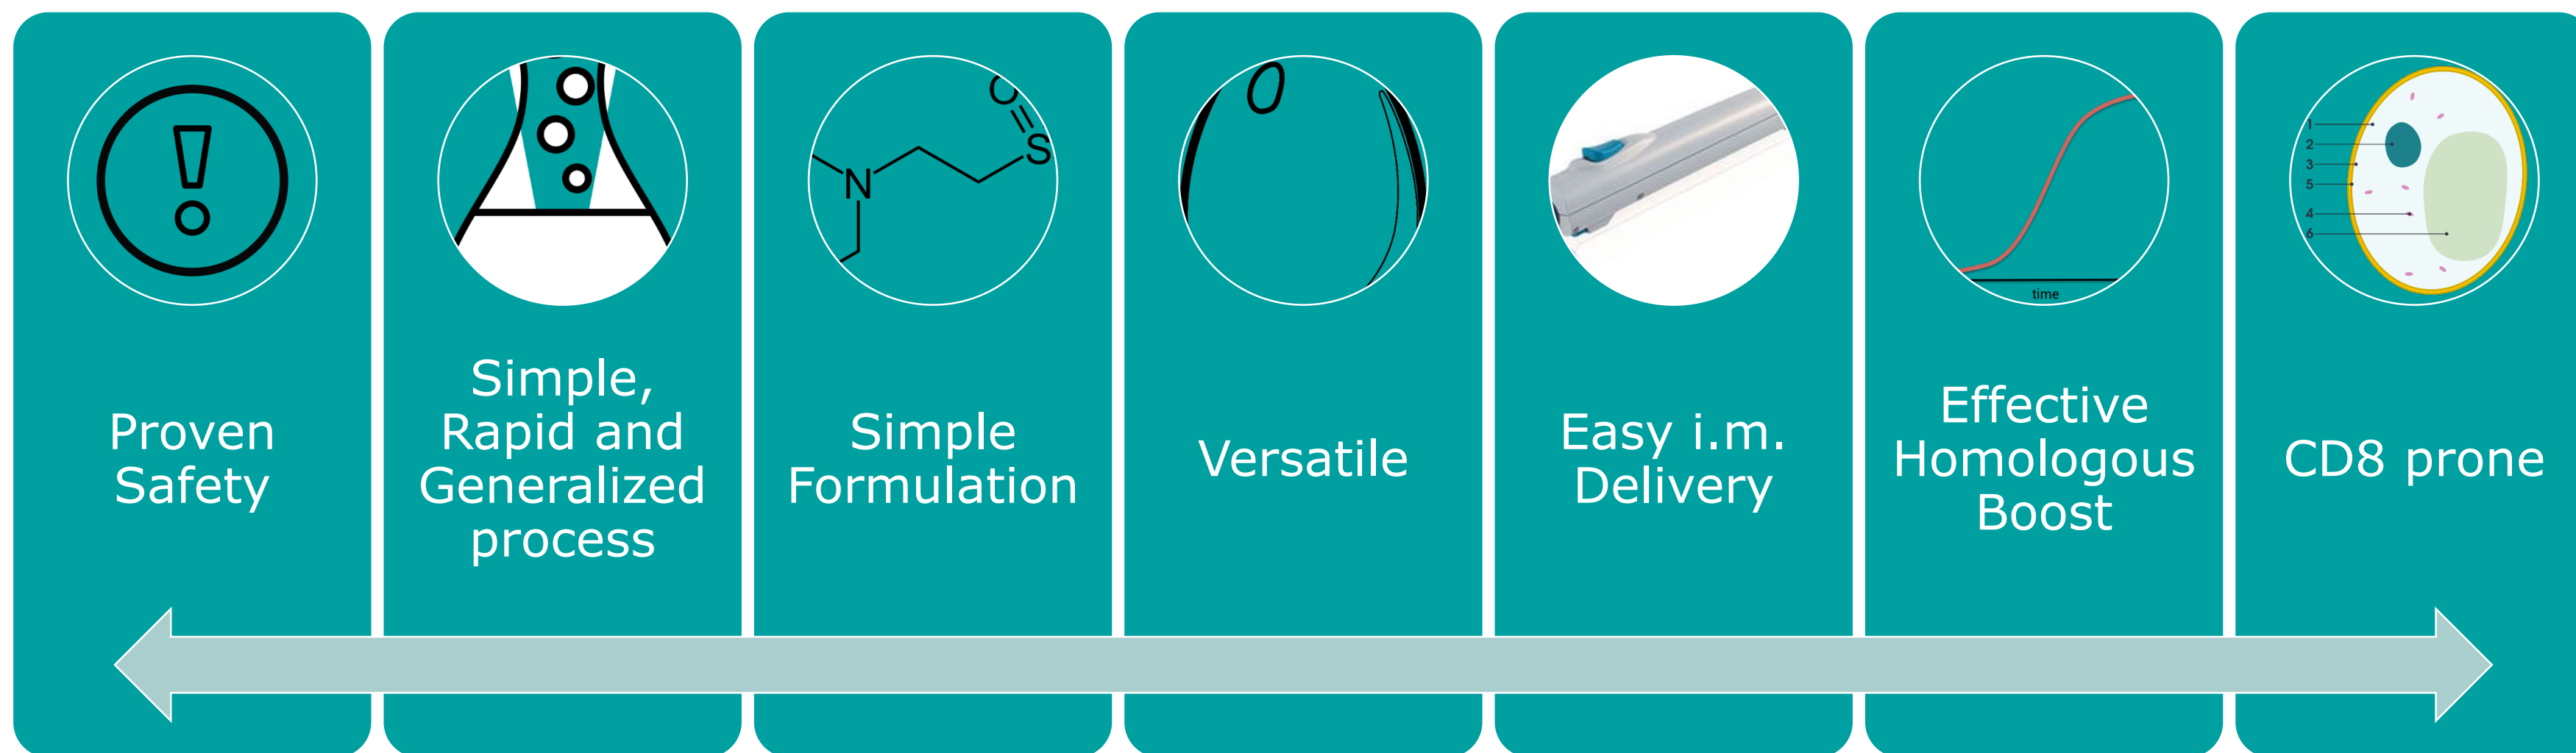 O
N
S
time
1
2
3
5
4
6
Proven
Safety
Simple,
Rapid and
Generalized
process
Simple
Formulation
Versatile
Easy i.m.
Delivery
Effective
Homologous
Boost
CD8 prone